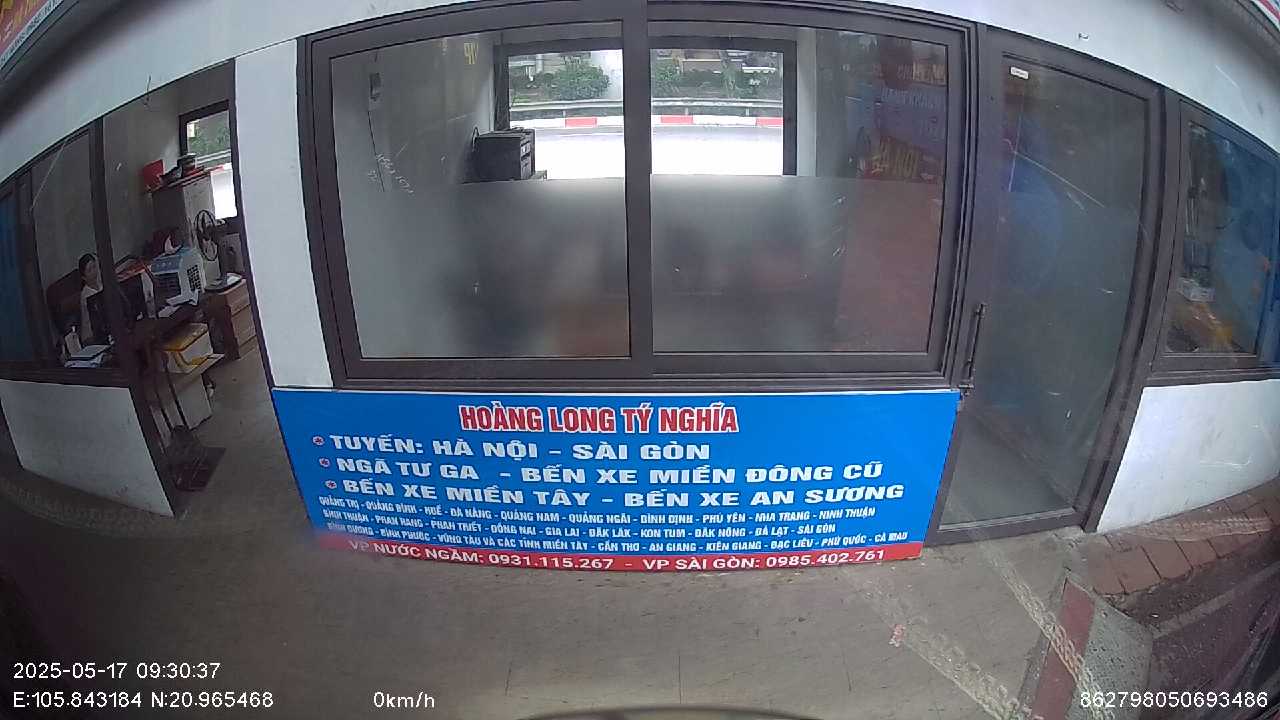 HOÀNG LONG TÝ NGHĨA
TUYẾN: HÀ NỘI - SÀI GÒN
NGÃ TƯ GA - BẾN XE MIỀN ĐÔNG CŨ
BẾN XE MIỀN TÂY - BẾN XE AN SƯƠNG
QUẢNG TRỊ - QUẢNG BÌNH - HUẾ - ĐÀ NẴNG - QUẢNG NAM - QUẢNG NGÃI - BÌNH ĐỊNH - PHÚ YÊN - NHA TRANG - NINH THUẬN
BÌNH THUẬN - PHAN RANG - PHAN THIẾT - ĐỒNG NAI - GIA LAI - ĐĂK LĂK - KON TUM - ĐĂK NÔNG - ĐÀ LẠT - SÀI GÒN
BÌNH DƯƠNG - BÌNH PHƯỚC - VŨNG TÀU VÀ CÁC TỈNH MIỀN TÂY - CẦN THƠ - AN GIANG - KIÊN GIANG - BẠC LIÊU - PHÚ QUỐC - CÀ MAU
VP NƯỚC NGẦM: 0931.115.267 - VP SÀI GÒN: 0985.402.761
2025-05-17 09:30:37
E:105.843184 N:20.965468 0km/h 862798050693486